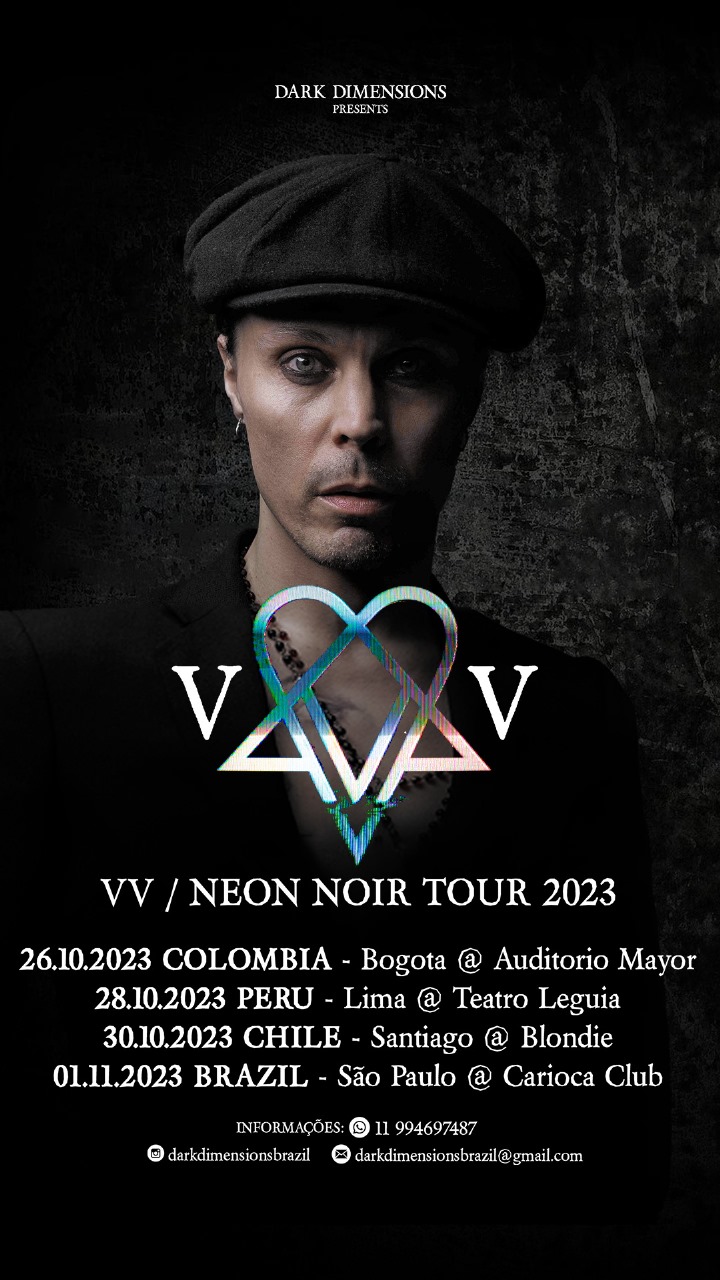 DARK DIMENSIONS
PRESENTS
V V
VV / NEON NOIR TOUR 2023
26.10.2023 COLOMBIA - Bogota @ Auditorio Mayor
28.10.2023 PERU - Lima @ Teatro Leguia
30.10.2023 CHILE - Santiago @ Blondie
01.11.2023 BRAZIL - São Paulo @ Carioca Club
INFORMAÇÕES: 11 994697487
darkdimensionsbrazil darkdimensionsbrazil@gmail.com